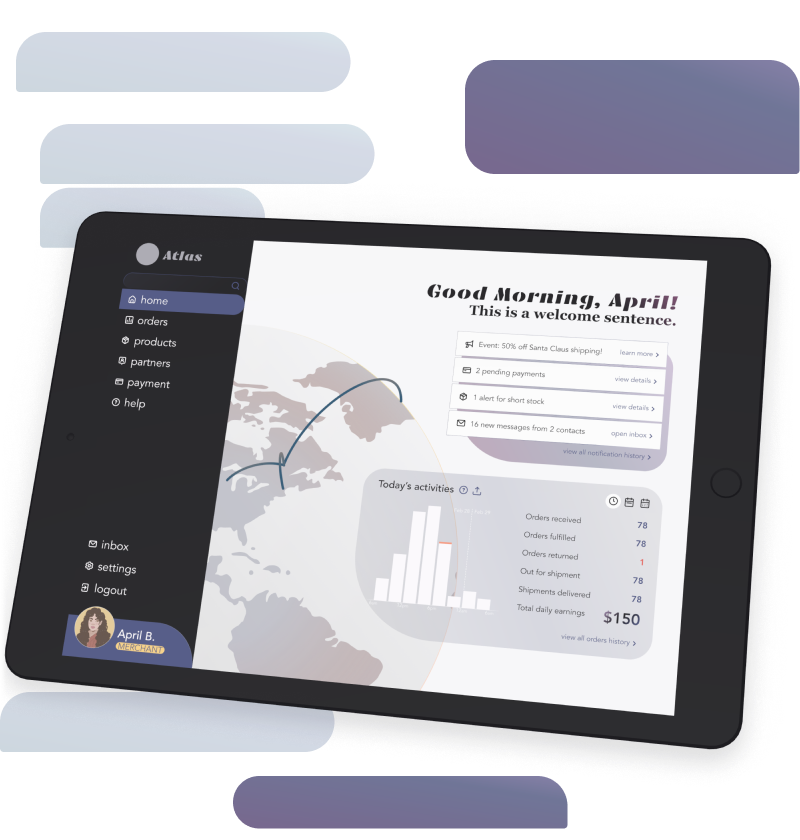 Atlas
home
orders
products
partners
payment
help
inbox
settings
logout
April B.
MERCHANT
Good Morning, April!
This is a welcome sentence.
Event: 50% off Santa Claus shipping! learn more >
2 pending payments view details >
1 alert for short stock view details >
16 new messages from 2 contacts open inbox >
view all notification history >
Today's activities
Orders received 78
Orders fulfilled 78
Orders returned 1
Out for shipment 78
Shipments delivered 78
Total daily earnings $150
view all orders history >